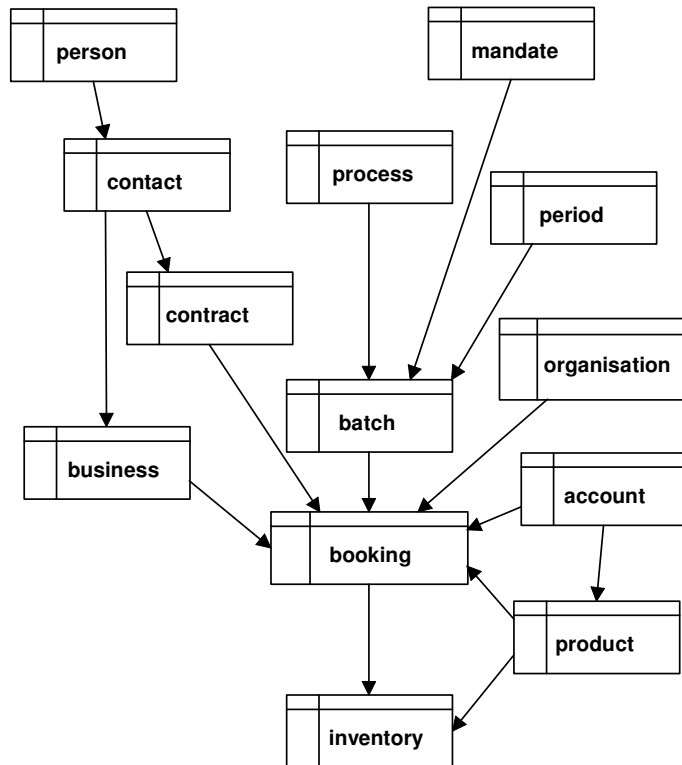 person
mandate
contact
process
period
contract
organisation
batch
business
account
booking
product
inventory